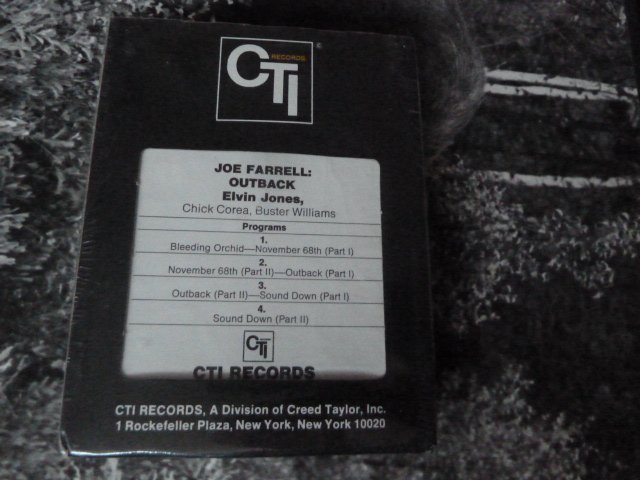 CTI RECORDS ©
JOE FARRELL:
OUTBACK
Elvin Jones,
Chick Corea, Buster Williams
Programs
1.
Bleeding Orchid—November 68th (Part I)
2.
November 68th (Part II)—Outback (Part I)
3.
Outback (Part II)—Sound Down (Part I)
4.
Sound Down (Part II)
CTI
CTI RECORDS
CTI RECORDS, A Division of Creed Taylor, Inc.
1 Rockefeller Plaza, New York, New York 10020